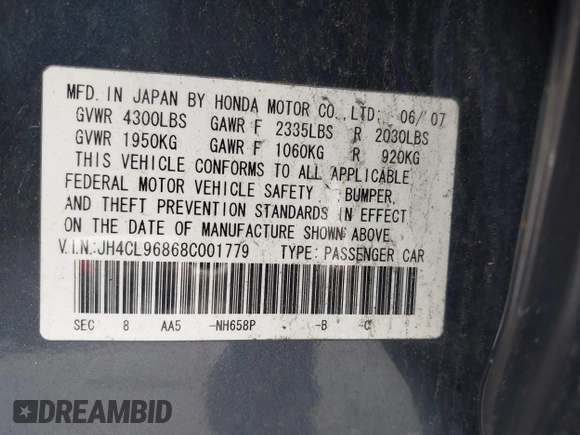 MFD. IN JAPAN BY HONDA MOTOR CO.,LTD. 06/ 07
GVWR 4300LBS GAWR F 2335LBS R 2030LBS
GVWR 1950KG GAWR F 1060KG R 920KG
THIS VEHICLE CONFORMS TO ALL APPLICABLE
FEDERAL MOTOR VEHICLE SAFETY , BUMPER,
AND THEFT PREVENTION STANDARDS IN EFFECT
ON THE DATE OF MANUFACTURE SHOWN ABOVE.
V.I.N:JH4CL96868C001779 TYPE: PASSENGER CAR
SEC 8 AA5 -NH658P -B -C
DREAMBID